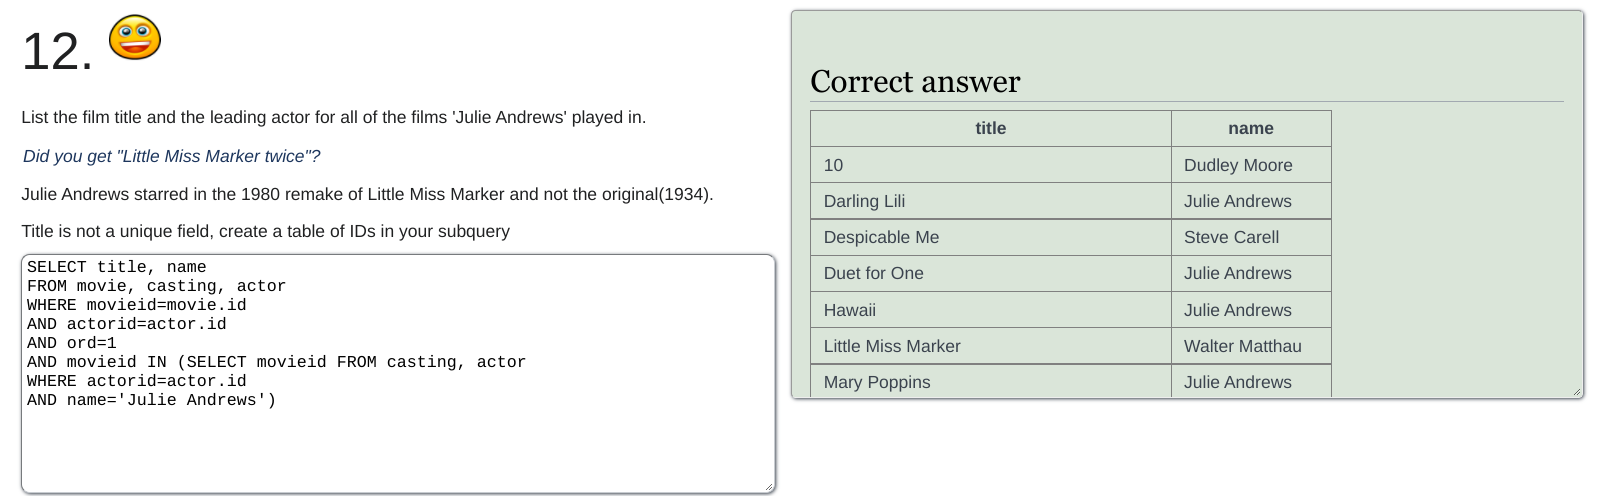 12.
List the film title and the leading actor for all of the films 'Julie Andrews' played in.
Did you get "Little Miss Marker twice"?
Julie Andrews starred in the 1980 remake of Little Miss Marker and not the original(1934).
Title is not a unique field, create a table of IDs in your subquery
SELECT title, name
FROM movie, casting, actor
WHERE movieid=movie.id
AND actorid=actor.id
AND ord=1
AND movieid IN (SELECT movieid FROM casting, actor
WHERE actorid=actor.id
AND name='Julie Andrews')
Correct answer
title name
10 Dudley Moore
Darling Lili Julie Andrews
Despicable Me Steve Carell
Duet for One Julie Andrews
Hawaii Julie Andrews
Little Miss Marker Walter Matthau
Mary Poppins Julie Andrews